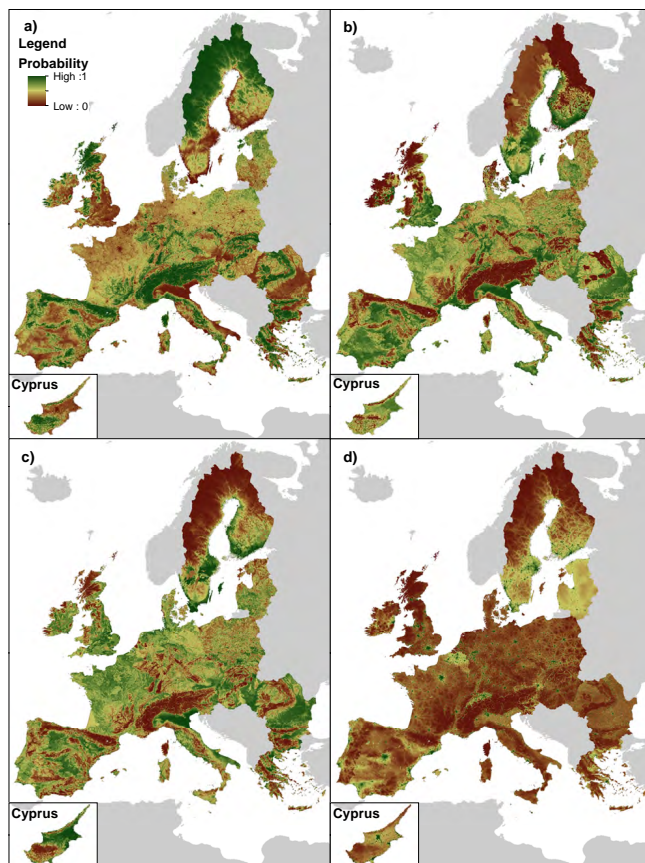 a)
Legend
Probability
High :1
Low : 0
Cyprus
b)
Cyprus
c)
Cyprus
d)
Cyprus